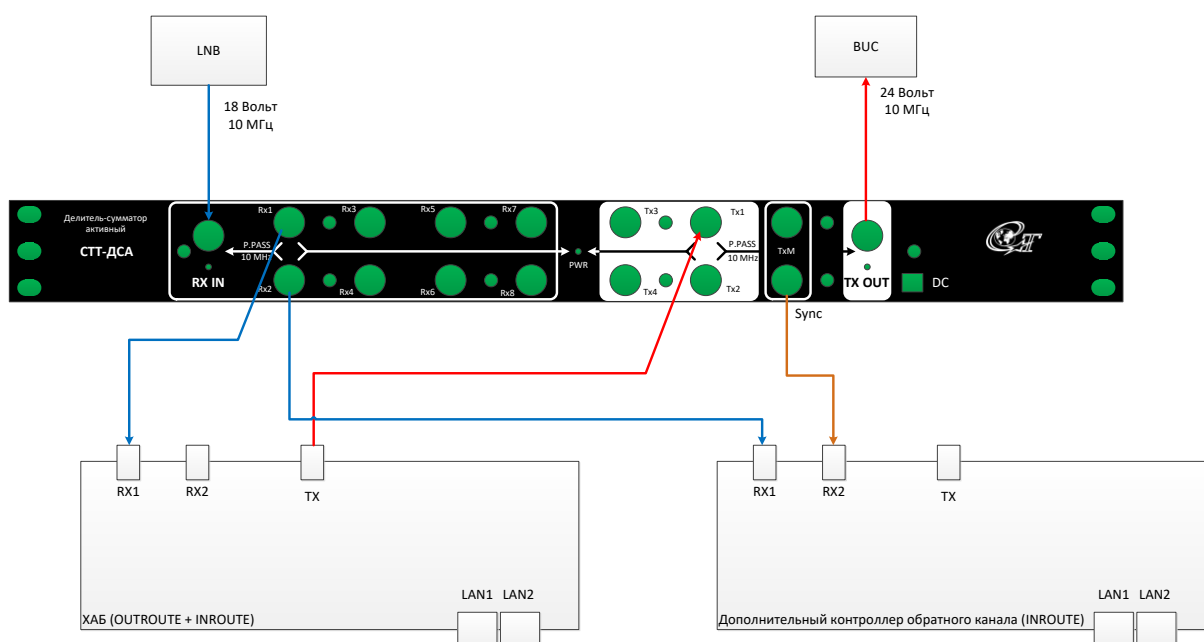 LNB
BUC
18 Вольт
10 МГц
24 Вольт
10 МГц
Делитель-сумматор
активный
СТТ-ДСА
RX IN
P.PASS
10 MHz
Rx1
Rx3
Rx5
Rx7
Rx2
Rx4
Rx6
Rx8
PWR
Tx3
Tx1
P.PASS
10 MHz
Tx4
Tx2
TxM
TX OUT
DC
Sync
RX1
RX2
TX
LAN1
LAN2
ХАБ (OUTROUTE + INROUTE)
RX1
RX2
TX
LAN1
LAN2
Дополнительный контроллер обратного канала (INROUTE)